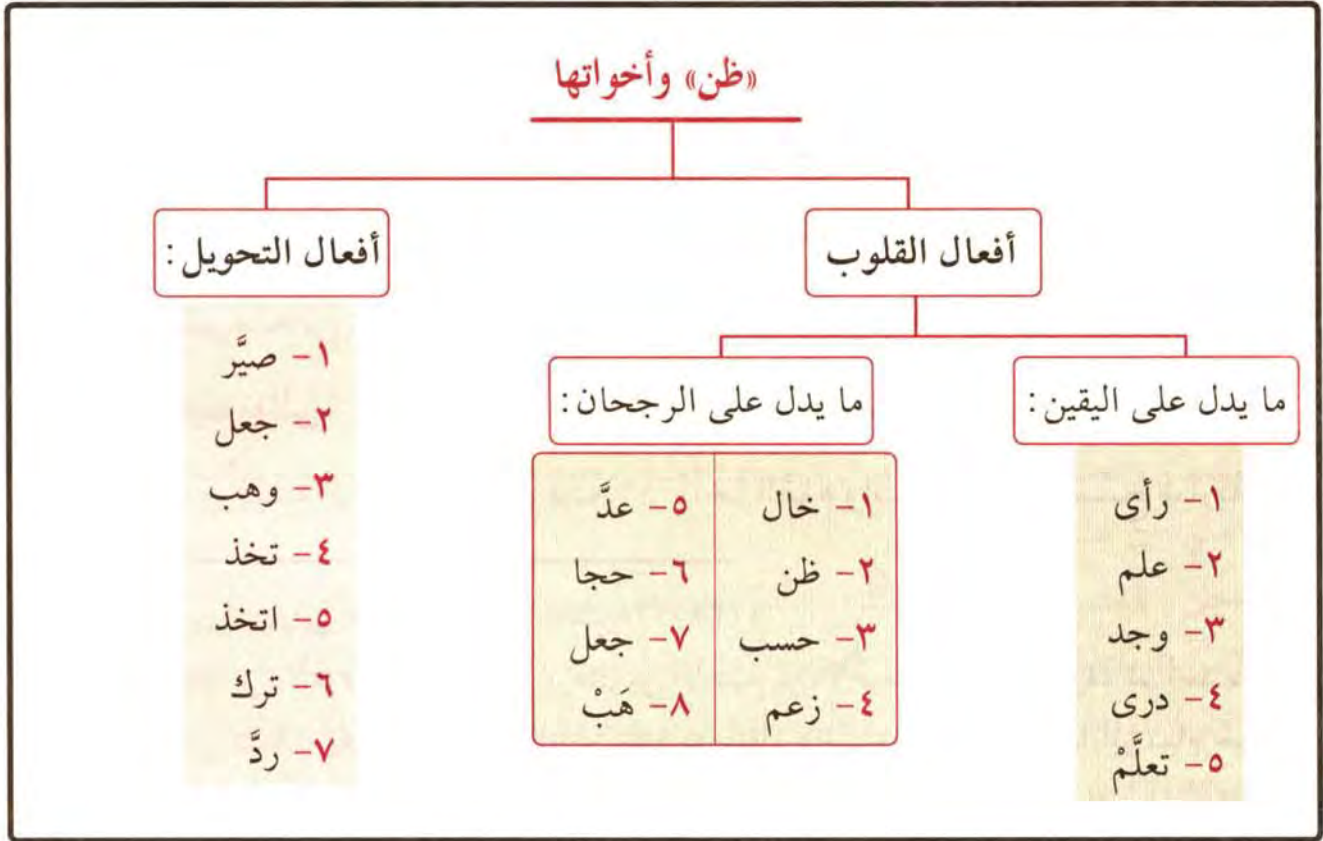 «ظن» وأخواتها
أفعال القلوب
أفعال التحويل:
ما يدل على اليقين:
١- رأى
٢- علم
٣- وجد
٤- درى
٥- تعلَّمْ
ما يدل على الرجحان:
١- خال
٢- ظن
٣- حسب
٤- زعم
٥- عدَّ
٦- حجا
٧- جعل
٨- هَبْ
١- صيَّر
٢- جعل
٣- وهب
٤- تخذ
٥- اتخذ
٦- ترك
٧- ردَّ